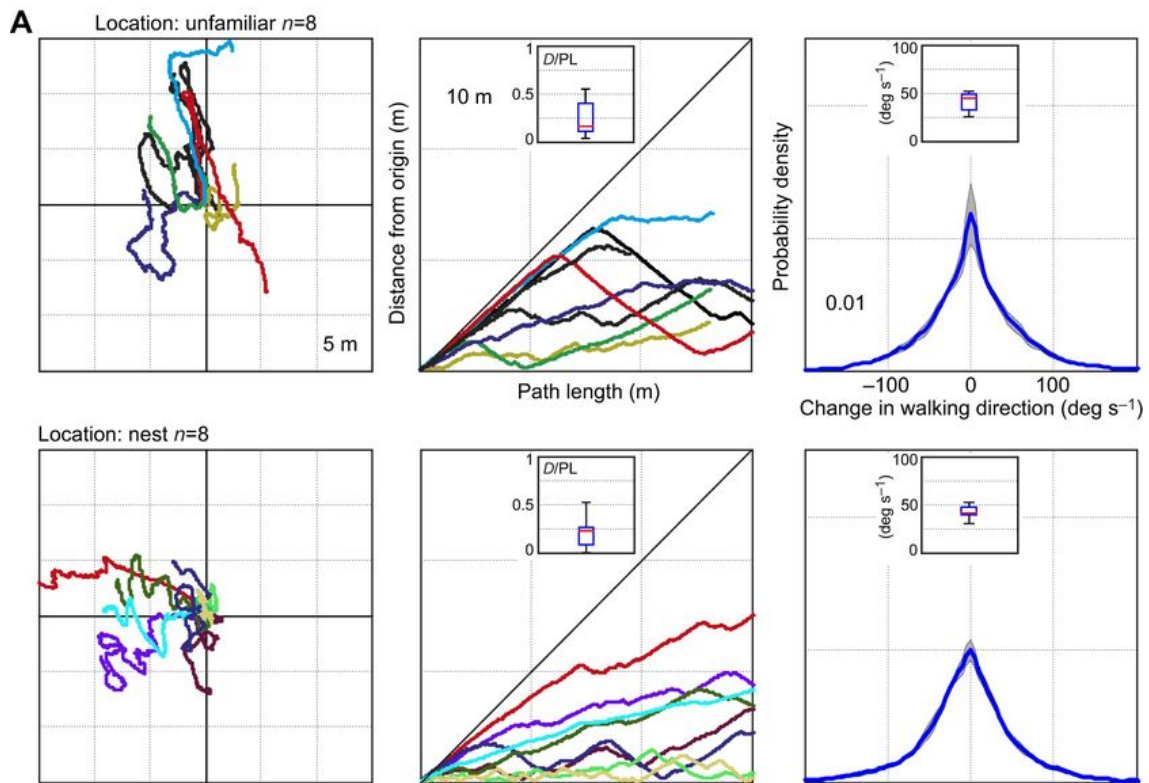 A
Location: unfamiliar n=8
5 m
Distance from origin (m)
10 m
D/PL
1
0.5
0
Path length (m)
Probability density
0.01
(deg s⁻¹)
100
50
0
–100
0
100
Change in walking direction (deg s⁻¹)
Location: nest n=8
D/PL
1
0.5
0
(deg s⁻¹)
100
50
0